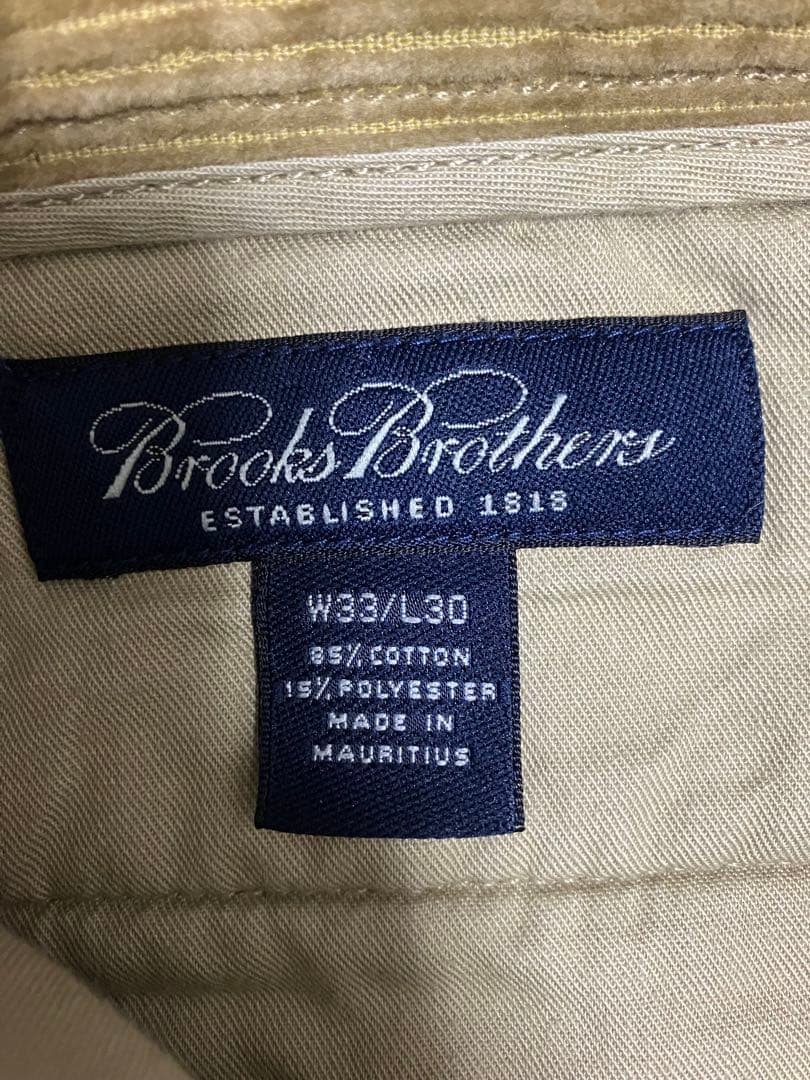 Brooks Brothers
ESTABLISHED 1818
W33/L30
85% COTTON
15% POLYESTER
MADE IN
MAURITIUS